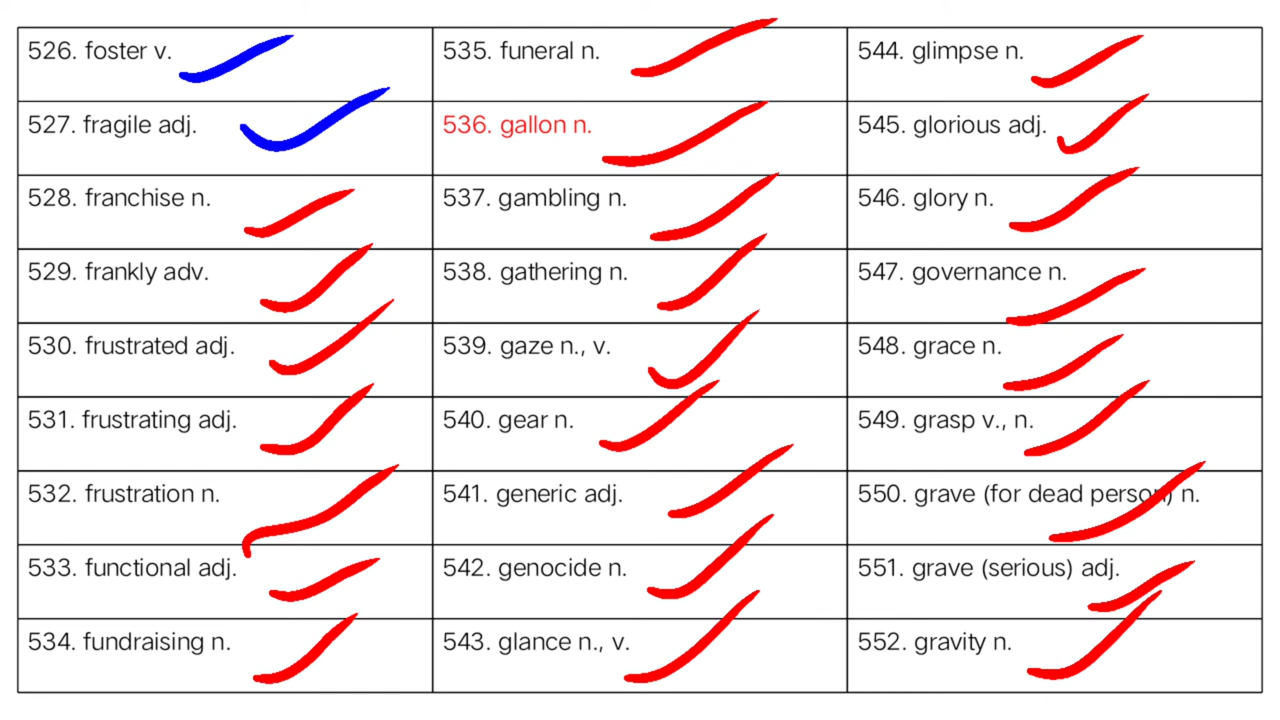 526. foster v.
527. fragile adj.
528. franchise n.
529. frankly adv.
530. frustrated adj.
531. frustrating adj.
532. frustration n.
533. functional adj.
534. fundraising n.
535. funeral n.
536. gallon n.
537. gambling n.
538. gathering n.
539. gaze n., v.
540. gear n.
541. generic adj.
542. genocide n.
543. glance n., v.
544. glimpse n.
545. glorious adj.
546. glory n.
547. governance n.
548. grace n.
549. grasp v., n.
550. grave (for dead person) n.
551. grave (serious) adj.
552. gravity n.